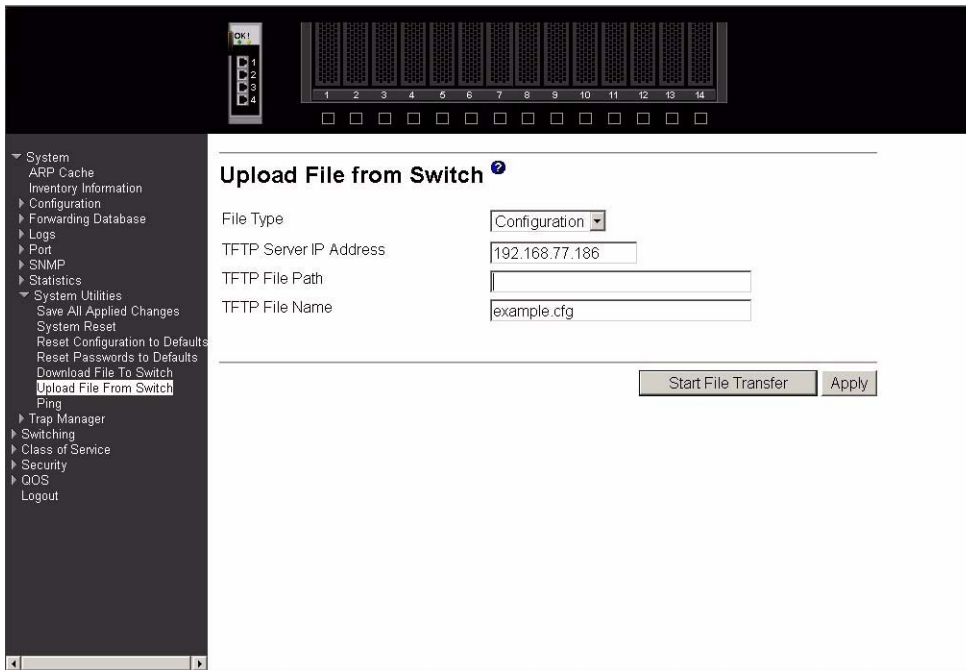 OK!
1
2
3
4
1 2 3 4 5 6 7 8 9 10 11 12 13 14
System
ARP Cache
Inventory Information
Configuration
Forwarding Database
Logs
Port
SNMP
Statistics
System Utilities
Save All Applied Changes
System Reset
Reset Configuration to Defaults
Reset Passwords to Defaults
Download File To Switch
Upload File From Switch
Ping
Trap Manager
Switching
Class of Service
Security
QOS
Logout
Upload File from Switch ?
File Type Configuration
TFTP Server IP Address 192.168.77.186
TFTP File Path
TFTP File Name example.cfg
Start File Transfer Apply